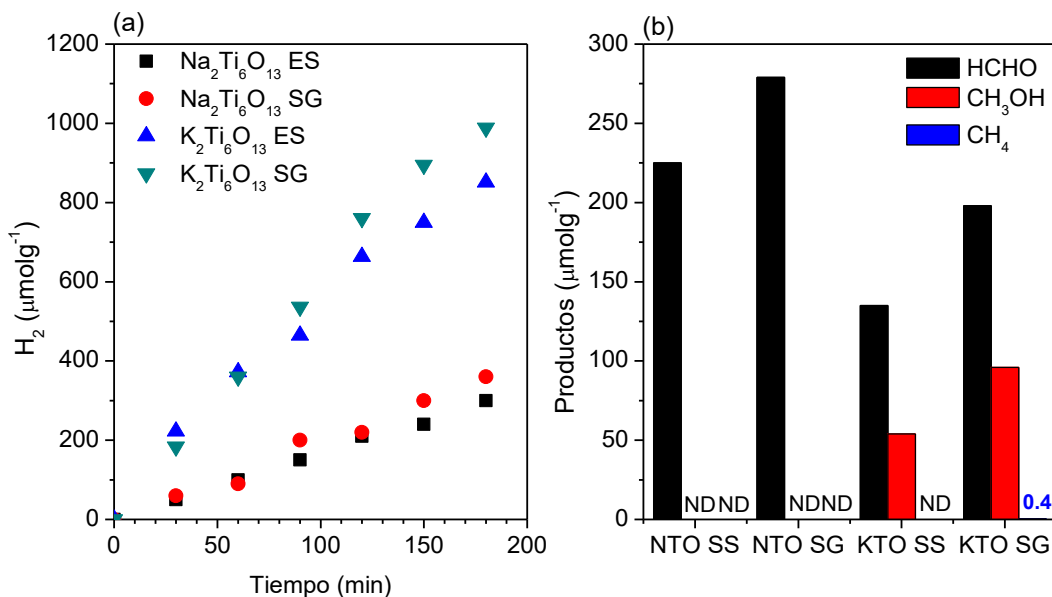 (a)
1200
1000
800
600
400
200
0
H₂ (μmolg⁻¹)
Na₂Ti₆O₁₃ ES
Na₂Ti₆O₁₃ SG
K₂Ti₆O₁₃ ES
K₂Ti₆O₁₃ SG
0 50 100 150 200
Tiempo (min)
(b)
300
250
200
150
100
50
0
Productos (μmolg⁻¹)
HCHO
CH₃OH
CH₄
ND ND
ND ND
ND
0.4
NTO SS NTO SG KTO SS KTO SG